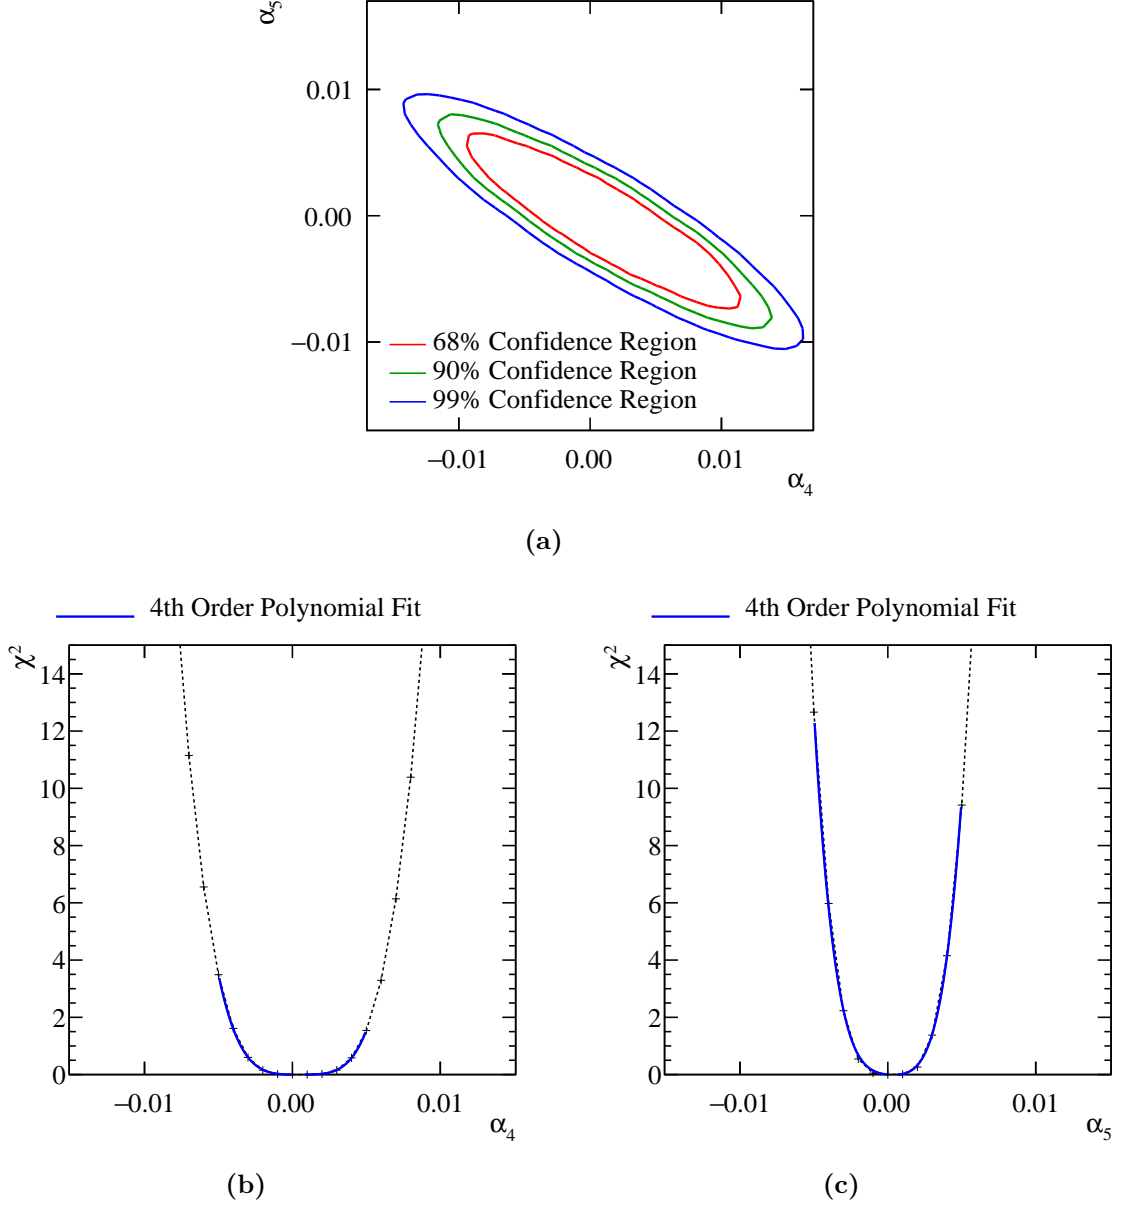 α5
0.01
0.00
−0.01
68% Confidence Region
90% Confidence Region
99% Confidence Region
−0.01 0.00 0.01
α4
(a)
4th Order Polynomial Fit
χ2
14
12
10
8
6
4
2
0
−0.01 0.00 0.01
α4
(b)
4th Order Polynomial Fit
χ2
14
12
10
8
6
4
2
0
−0.01 0.00 0.01
α5
(c)